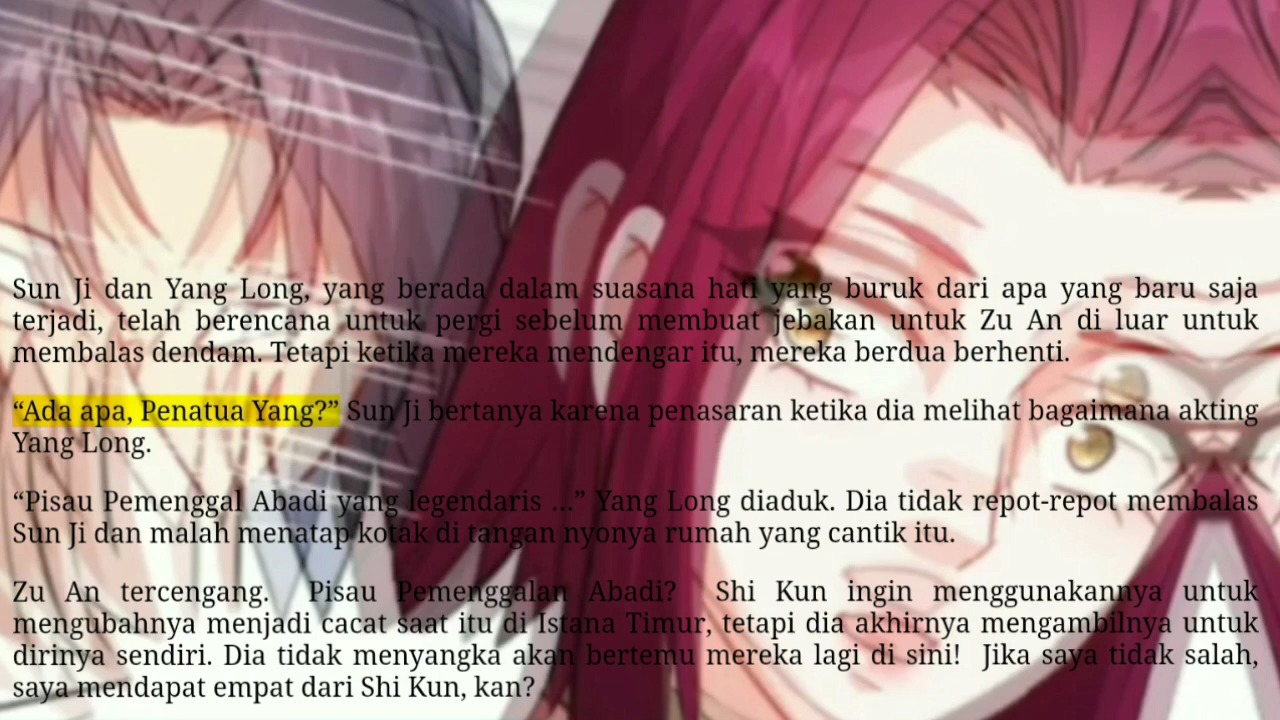 Sun Ji dan Yang Long, yang berada dalam suasana hati yang buruk dari apa yang baru saja
terjadi, telah berencana untuk pergi sebelum membuat jebakan untuk Zu An di luar untuk
membalas dendam. Tetapi ketika mereka mendengar itu, mereka berdua berhenti.
“Ada apa, Penatua Yang?” Sun Ji bertanya karena penasaran ketika dia melihat bagaimana akting
Yang Long.
“Pisau Pemenggal Abadi yang legendaris ...” Yang Long diaduk. Dia tidak repot-repot membalas
Sun Ji dan malah menatap kotak di tangan nyonya rumah yang cantik itu.
Zu An tercengang. Pisau Pemenggalan Abadi? Shi Kun ingin menggunakannya untuk
mengubahnya menjadi cacat saat itu di Istana Timur, tetapi dia akhirnya mengambilnya untuk
dirinya sendiri. Dia tidak menyangka akan bertemu mereka lagi di sini! Jika saya tidak salah,
saya mendapat empat dari Shi Kun, kan?